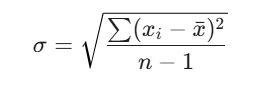 σ = √(∑(xᵢ − x̄)² / (n − 1))